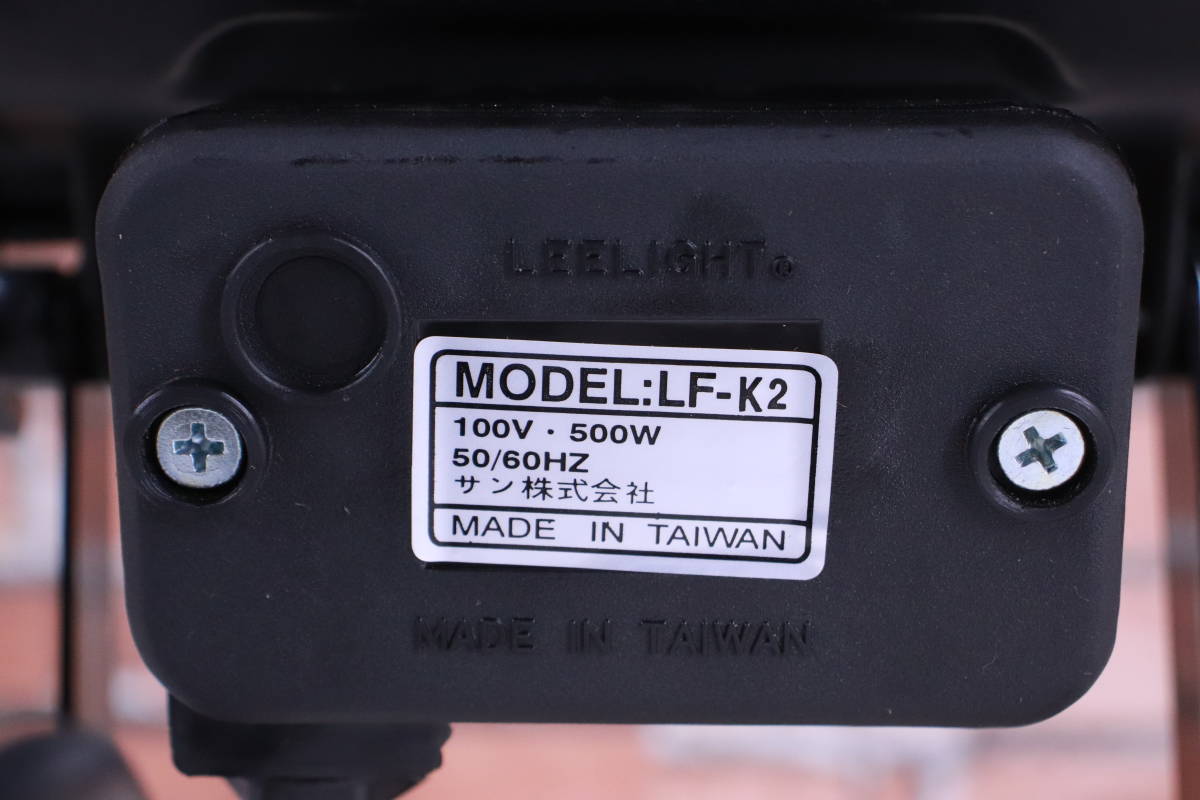 LEELIGHT®
MODEL:LF-K2
100V・500W
50/60HZ
サン株式会社
MADE IN TAIWAN
MADE IN TAIWAN